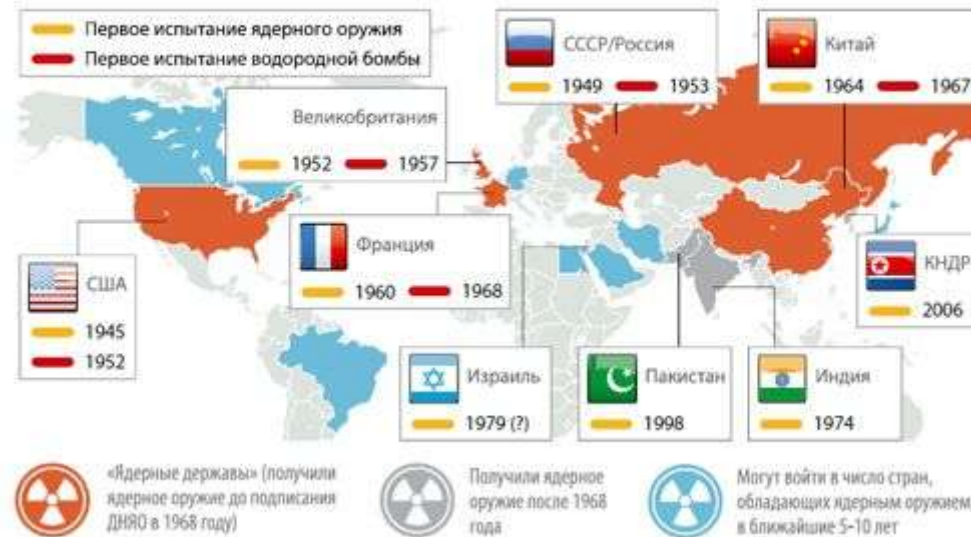 Первое испытание ядерного оружия
Первое испытание водородной бомбы
СССР/Россия
1949 1953
Китай
1964 1967
Великобритания
1952 1957
Франция
1960 1968
США
1945
1952
КНДР
2006
Израиль
1979 (?)
Пакистан
1998
Индия
1974
«Ядерные державы» (получили
ядерное оружие до подписания
ДНЯО в 1968 году)
Получили ядерное
оружие после 1968
года
Могут войти в число стран,
обладающих ядерным оружием
в ближайшие 5-10 лет